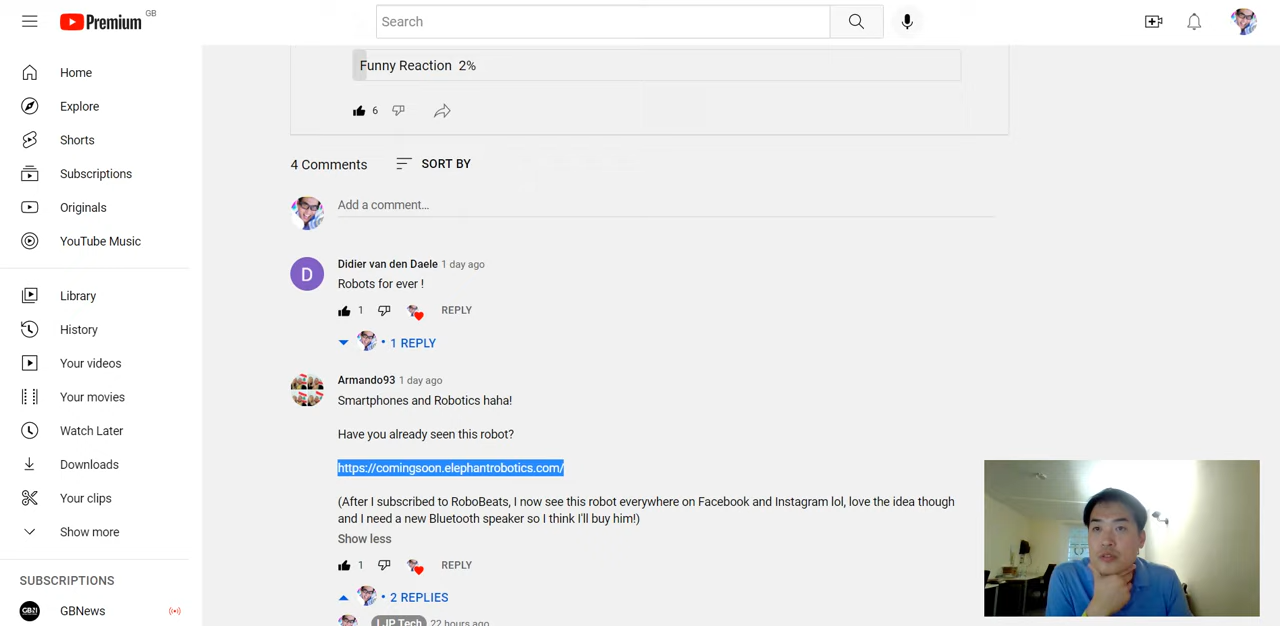 Premium GB
Search
Home
Explore
Shorts
Subscriptions
Originals
YouTube Music
Library
History
Your videos
Your movies
Watch Later
Downloads
Your clips
Show more
SUBSCRIPTIONS
GBN GBNews
Funny Reaction 2%
6
4 Comments SORT BY
Add a comment...
D
Didier van den Daele 1 day ago
Robots for ever !
1 REPLY
• 1 REPLY
Armando93 1 day ago
Smartphones and Robotics haha!
Have you already seen this robot?
https://comingsoon.elephantrobotics.com/
(After I subscribed to RoboBeats, I now see this robot everywhere on Facebook and Instagram lol, love the idea though
and I need a new Bluetooth speaker so I think I'll buy him!)
Show less
1 REPLY
• 2 REPLIES
LJP Tech 22 hours ago